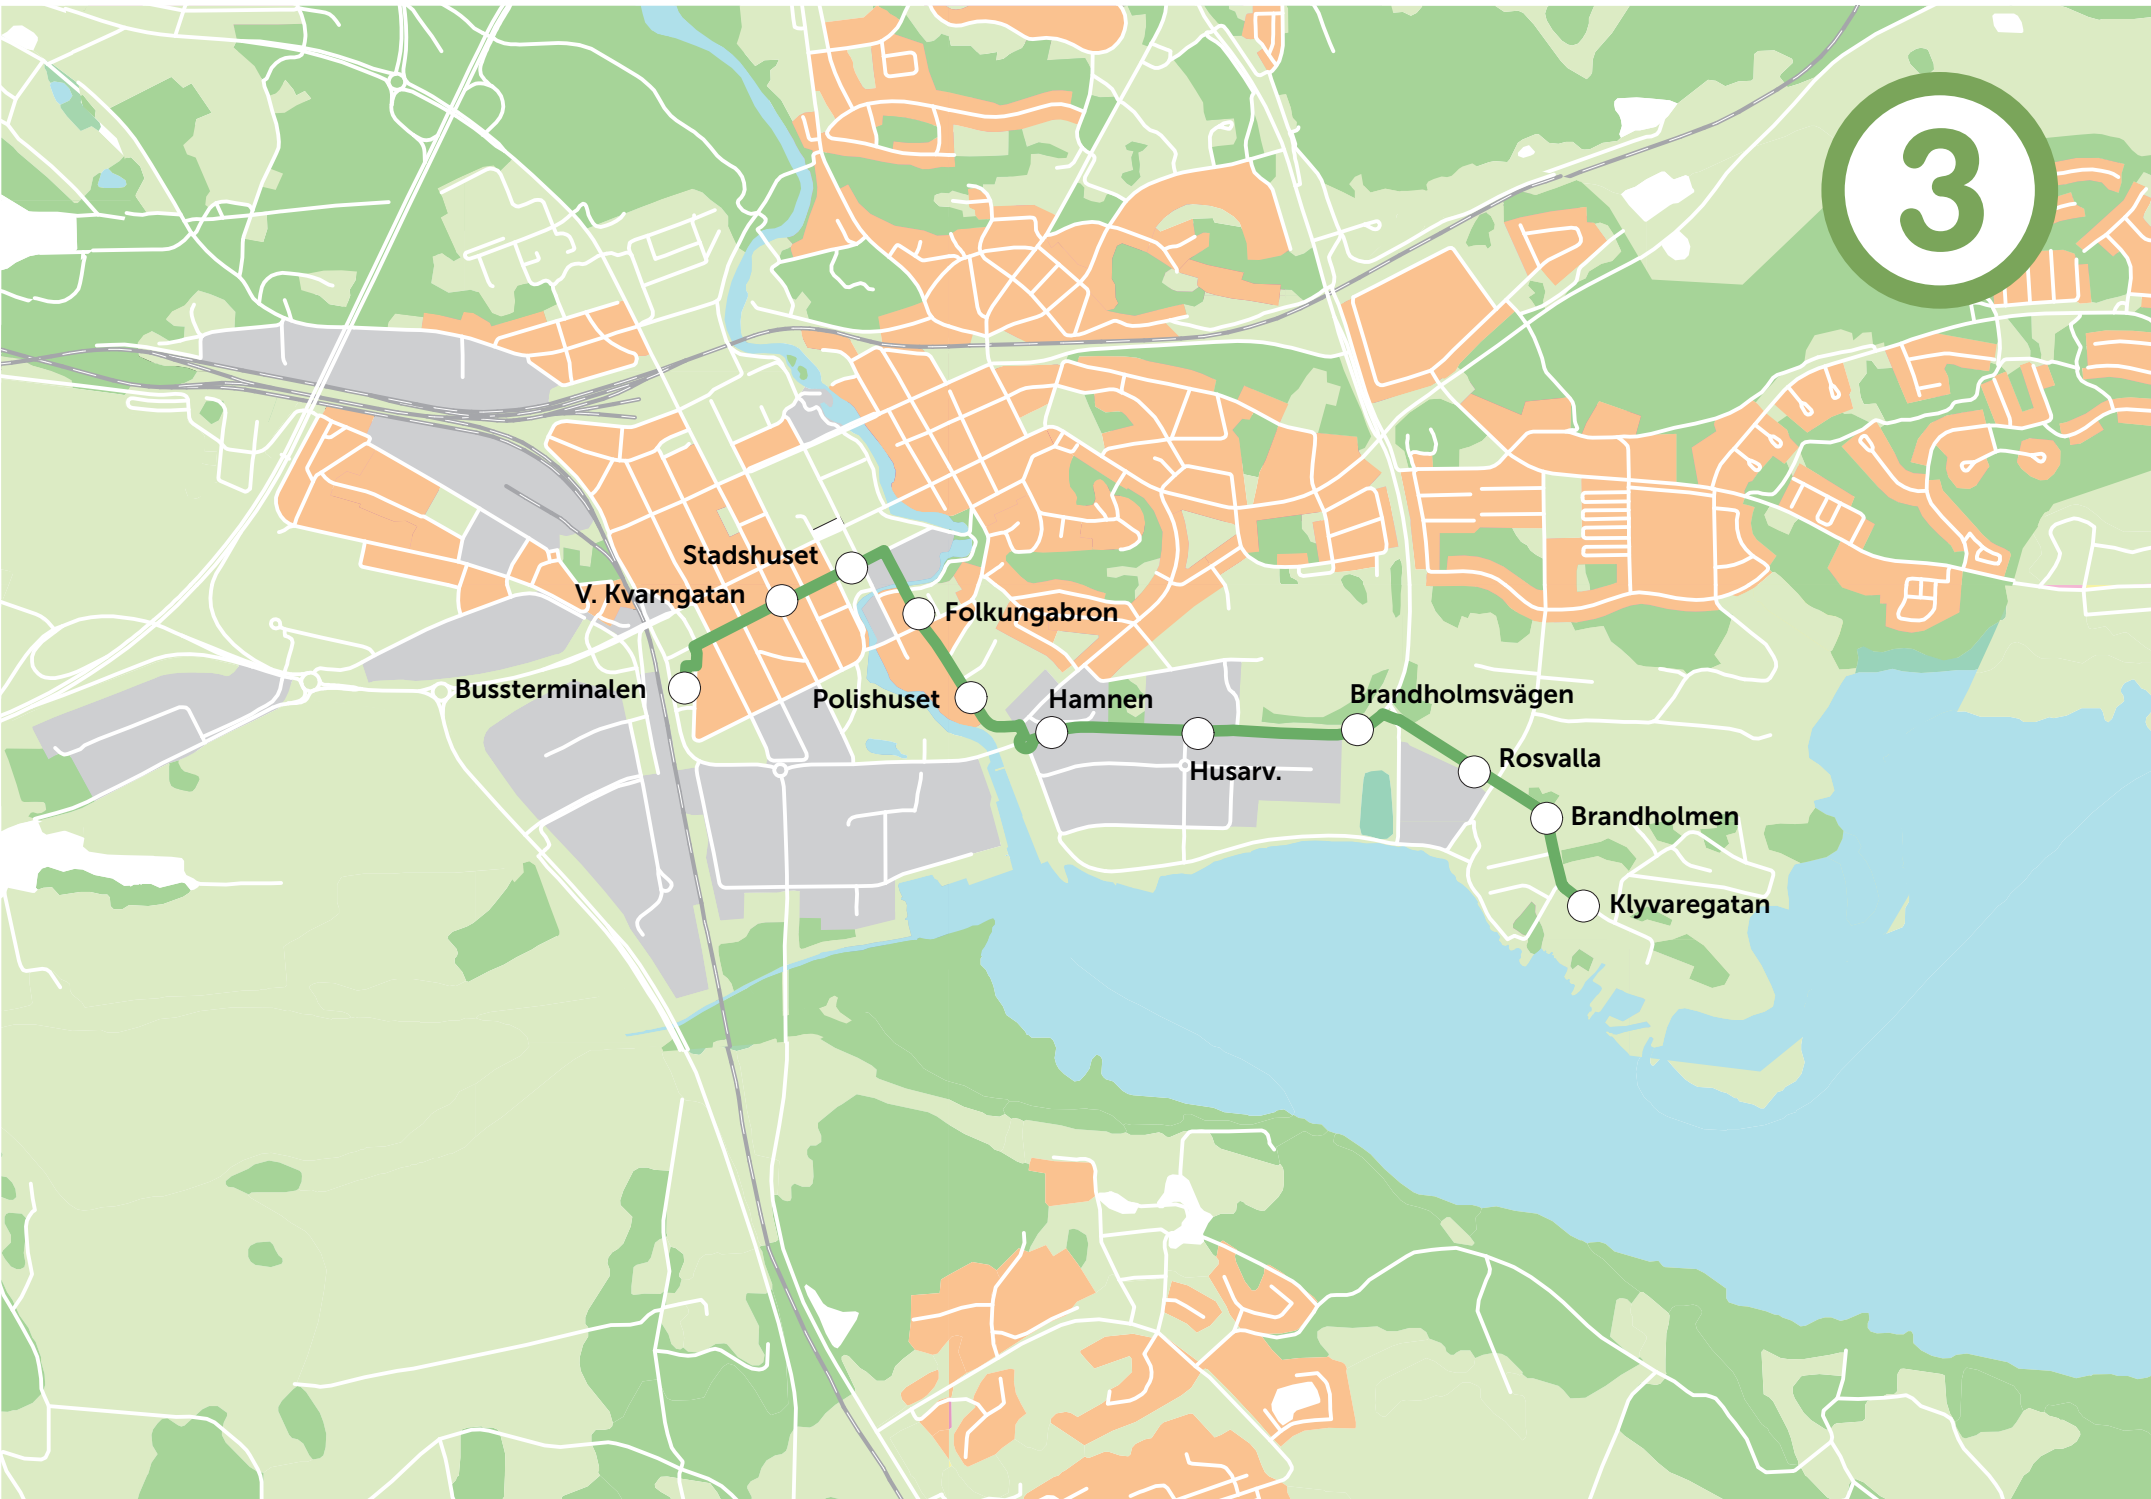 3
Stadshuset
V. Kvarngatan
Folkungabron
Bussterminalen
Polishuset
Hamnen
Brandholmsvägen
Husarv.
Rosvalla
Brandholmen
Klyvaregatan